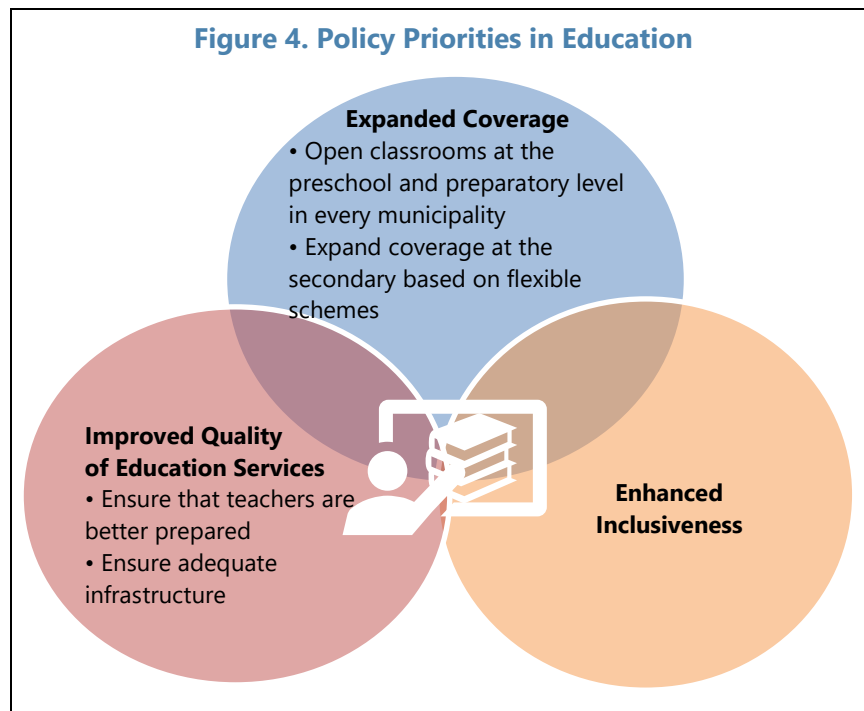 Figure 4. Policy Priorities in Education
Expanded Coverage
• Open classrooms at the
preschool and preparatory level
in every municipality
• Expand coverage at the
secondary based on flexible
schemes
Improved Quality
of Education Services
• Ensure that teachers are
better prepared
• Ensure adequate
infrastructure
Enhanced
Inclusiveness